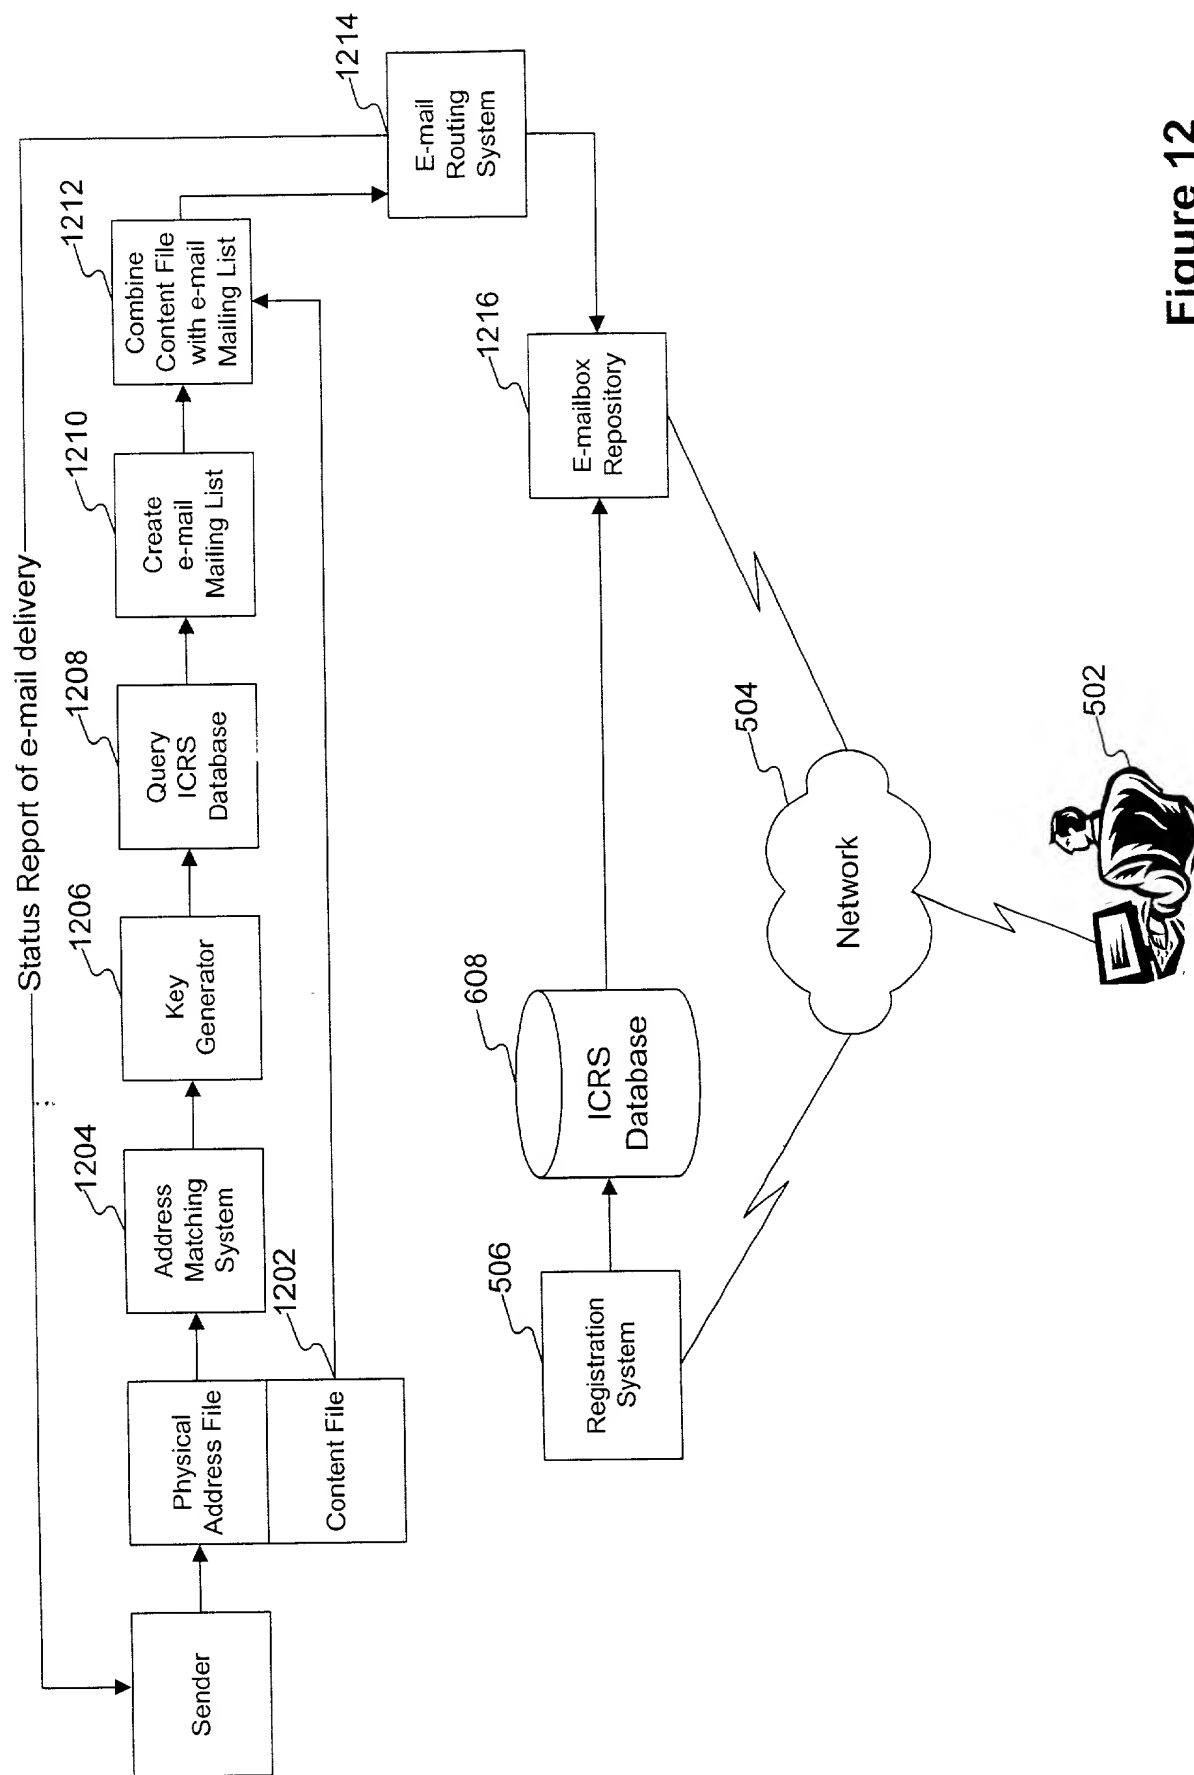 Status Report of e-mail delivery
Sender
Physical
Address File
Content File
1202
1204
Address
Matching
System
1206
Key
Generator
1208
Query
ICRS
Database
1210
Create
e-mail
Mailing List
1212
Combine
Content File
with e-mail
Mailing List
1214
E-mail
Routing
System
506
Registration
System
608
ICRS
Database
1216
E-mailbox
Repository
504
Network
502
Figure 12